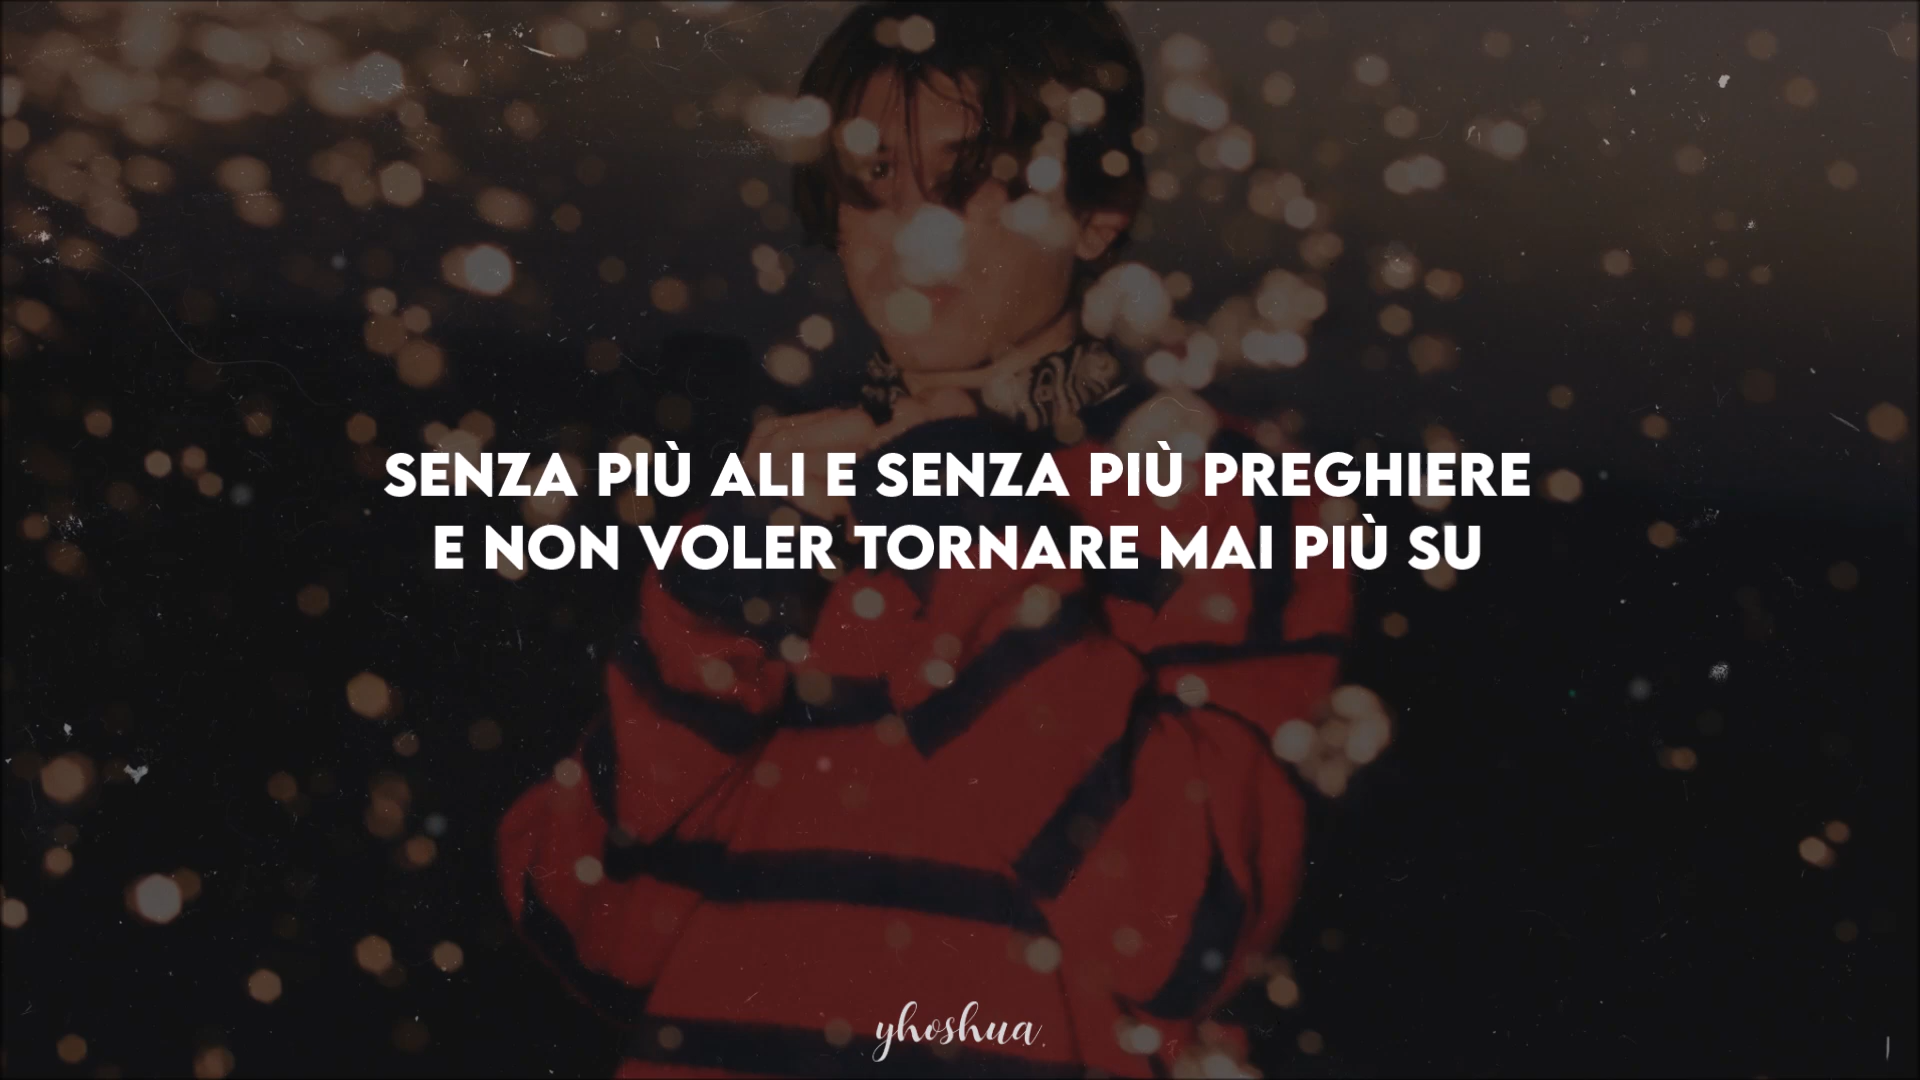 SENZA PIÙ ALI E SENZA PIÙ PREGHIERE
E NON VOLER TORNARE MAI PIÙ SU
yhoshua